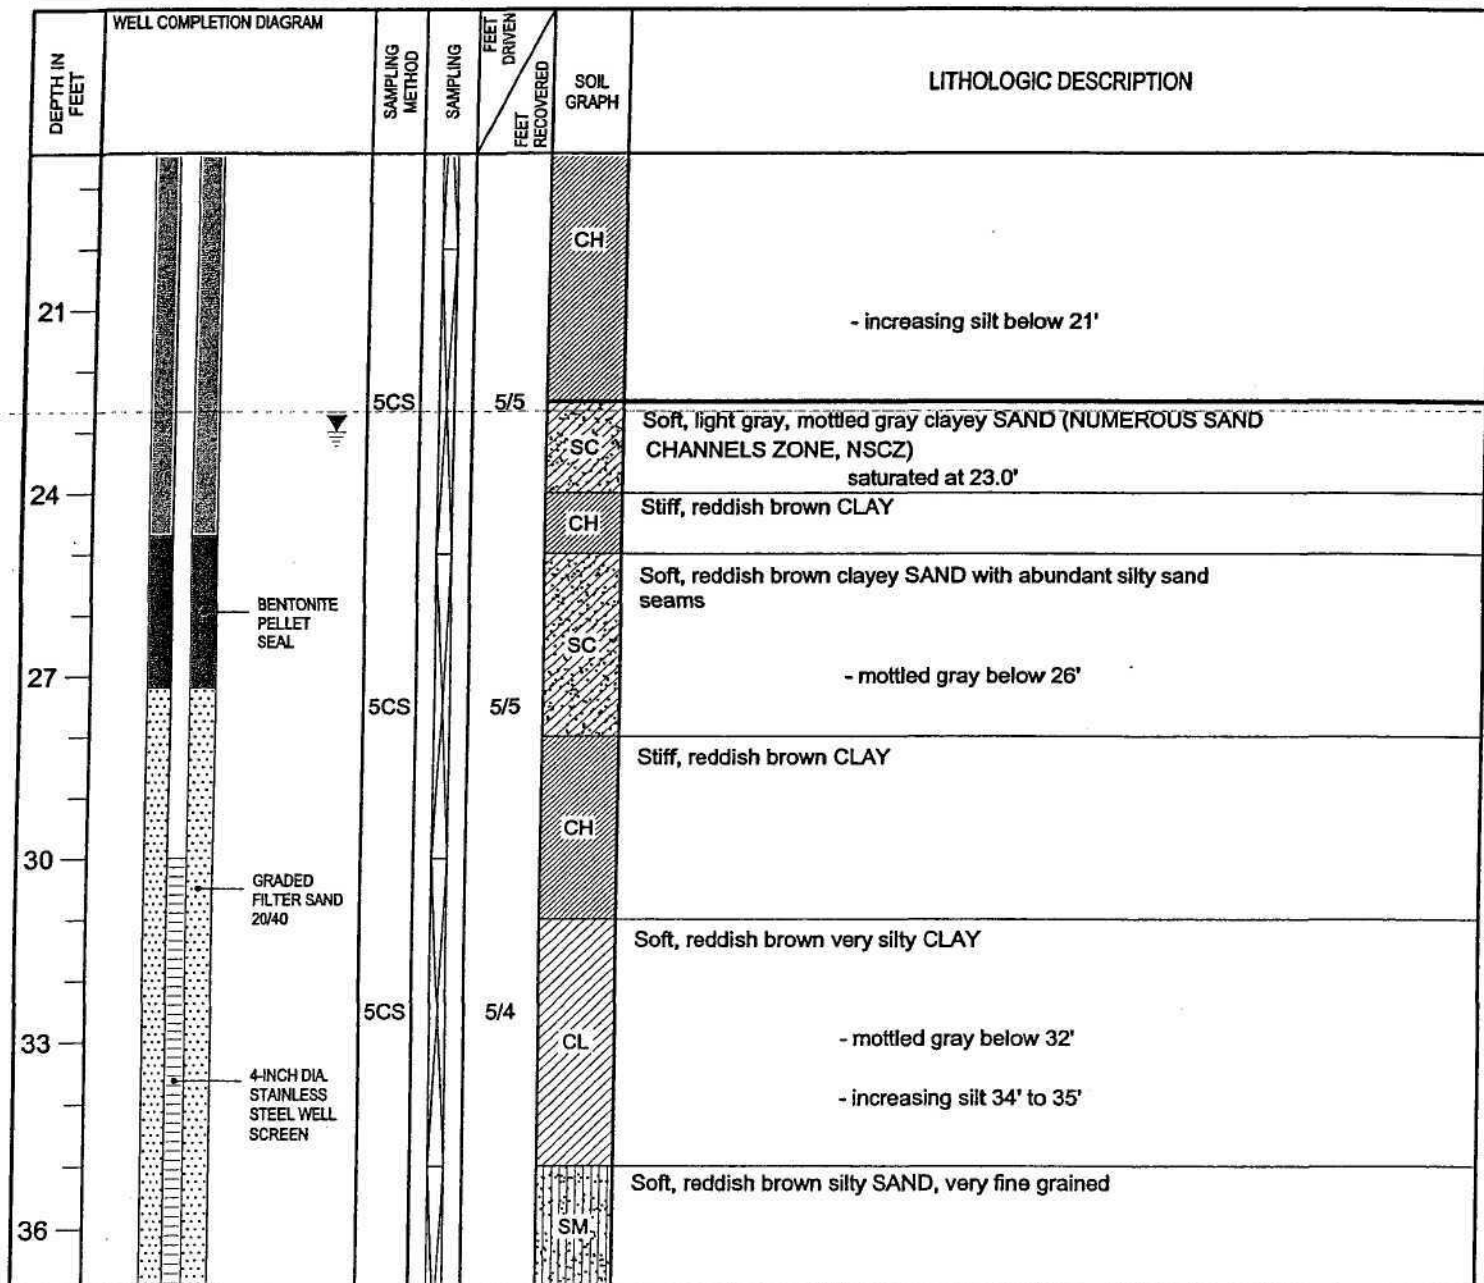 WELL COMPLETION DIAGRAM
DEPTH IN
FEET
SAMPLING
METHOD
SAMPLING
FEET
DRIVEN
FEET
RECOVERED
SOIL
GRAPH
LITHOLOGIC DESCRIPTION
CH
21
- increasing silt below 21'
5CS
5/5
Soft, light gray, mottled gray clayey SAND (NUMEROUS SAND
CHANNELS ZONE, NSCZ)
SC
saturated at 23.0'
24
Stiff, reddish brown CLAY
CH
Soft, reddish brown clayey SAND with abundant silty sand
seams
BENTONITE
PELLET
SEAL
SC
27
- mottled gray below 26'
5CS
5/5
Stiff, reddish brown CLAY
CH
30
GRADED
FILTER SAND
20/40
Soft, reddish brown very silty CLAY
5CS
5/4
33
CL
- mottled gray below 32'
4-INCH DIA.
STAINLESS
STEEL WELL
SCREEN
- increasing silt 34' to 35'
Soft, reddish brown silty SAND, very fine grained
36
SM